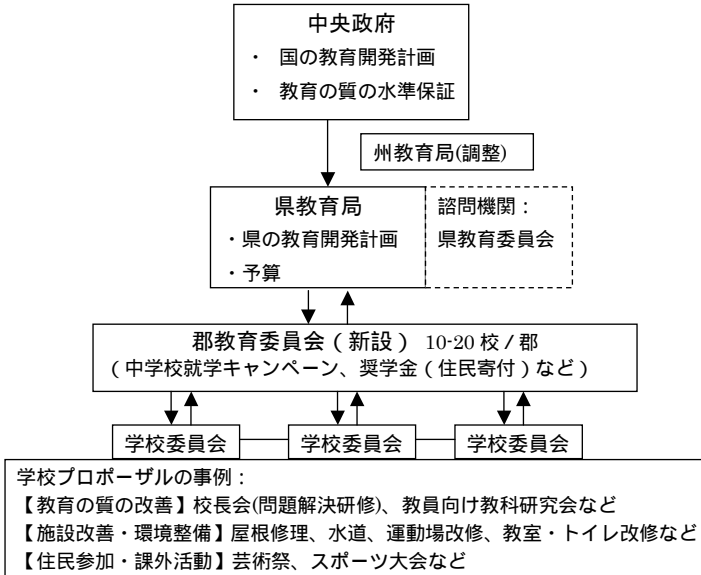 中央政府
・ 国の教育開発計画
・ 教育の質の水準保証
州教育局(調整)
県教育局
・県の教育開発計画
・予算
諮問機関：
県教育委員会
郡教育委員会（新設） 10-20 校 / 郡
（中学校就学キャンペーン、奨学金（住民寄付）など）
学校委員会
学校委員会
学校委員会
学校プロポーザルの事例：
【教育の質の改善】校長会(問題解決研修)、教員向け教科研究会など
【施設改善・環境整備】屋根修理、水道、運動場改修、教室・トイレ改修など
【住民参加・課外活動】芸術祭、スポーツ大会など